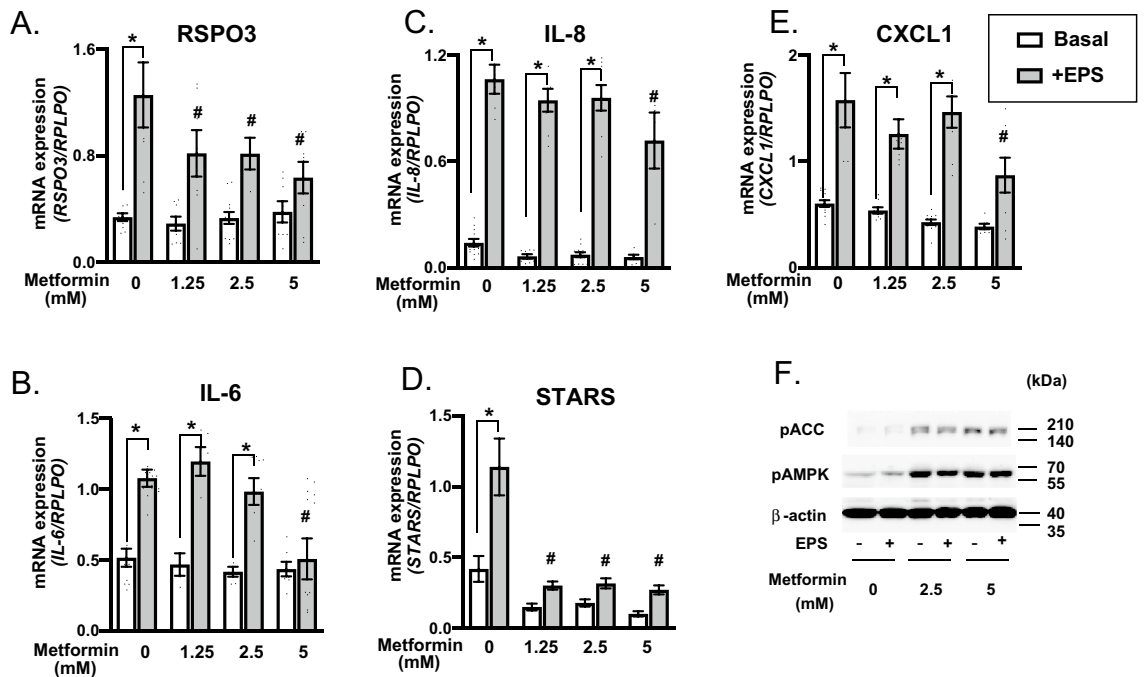 A.
RSPO3
mRNA expression
(RSPO3/RPLPO)
1.6
0.8
0.0
*
#
#
#
Metformin
(mM)
0 1.25 2.5 5
C.
IL-8
mRNA expression
(IL-8/RPLPO)
1.2
0.6
0.0
*
*
*
#
Metformin
(mM)
0 1.25 2.5 5
E.
CXCL1
mRNA expression
(CXCL1/RPLPO)
2
1
0
*
*
*
#
Metformin
(mM)
0 1.25 2.5 5
Basal
+EPS
B.
IL-6
mRNA expression
(IL-6/RPLPO)
1.5
1.0
0.5
0.0
*
*
*
#
Metformin
(mM)
0 1.25 2.5 5
D.
STARS
mRNA expression
(STARS/RPLPO)
1.5
1.0
0.5
0.0
*
#
#
#
Metformin
(mM)
0 1.25 2.5 5
F.
(kDa)
pACC
210
140
pAMPK
70
55
β-actin
40
35
EPS - + - + - +
Metformin
(mM)
0 2.5 5